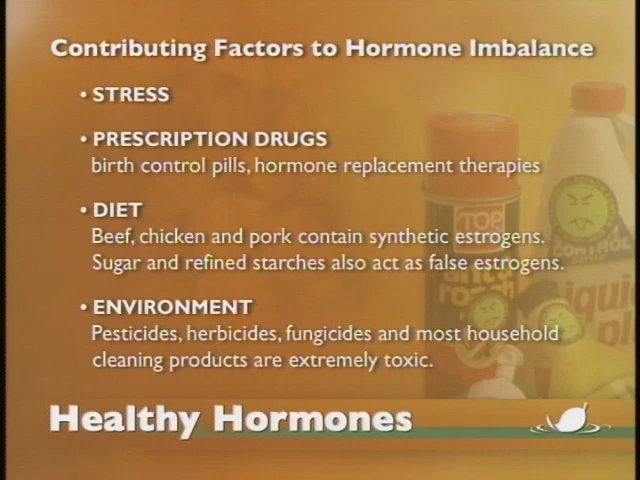 Contributing Factors to Hormone Imbalance
• STRESS
• PRESCRIPTION DRUGS
birth control pills, hormone replacement therapies
• DIET
Beef, chicken and pork contain synthetic estrogens.
Sugar and refined starches also act as false estrogens.
• ENVIRONMENT
Pesticides, herbicides, fungicides and most household
cleaning products are extremely toxic.
Healthy Hormones